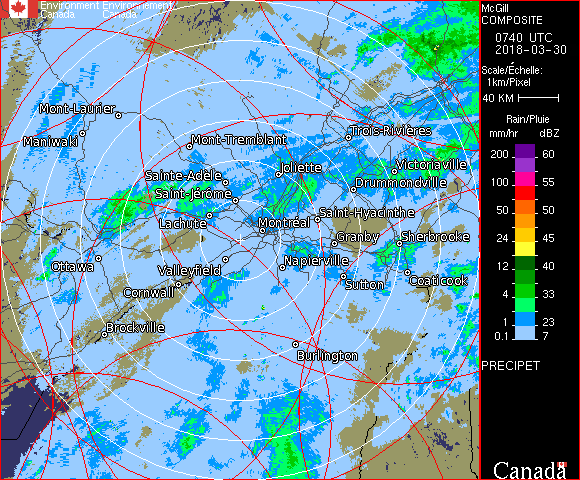 Environment Environnement
Canada Canada
McGill
COMPOSITE
0740 UTC
2018-03-30
Scale/Échelle:
1km/Pixel
40 KM
Rain/Pluie
mm/hr dBZ
200 60
100 55
50 50
24 45
12 40
4 33
1 23
0.1 7
PRECIPET
Canada
Mont-Laurier
Maniwaki
Mont-Tremblant
Trois-Rivières
Sainte-Adèle
Joliette
Victoriaville
Saint-Jérôme
Drummondville
Lachute
Montréal
Saint-Hyacinthe
Granby
Sherbrooke
Ottawa
Valleyfield
Napierville
Cornwall
Sutton
Coaticook
Brockville
Burlington